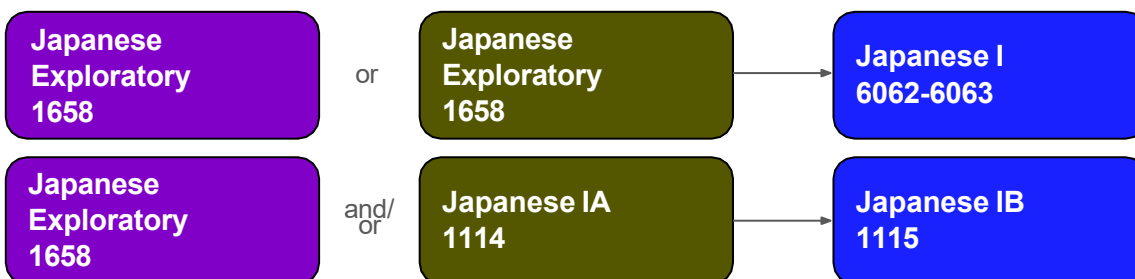 Japanese
Exploratory
1658
or
Japanese
Exploratory
1658
Japanese I
6062-6063
Japanese
Exploratory
1658
and/
or
Japanese IA
1114
Japanese IB
1115